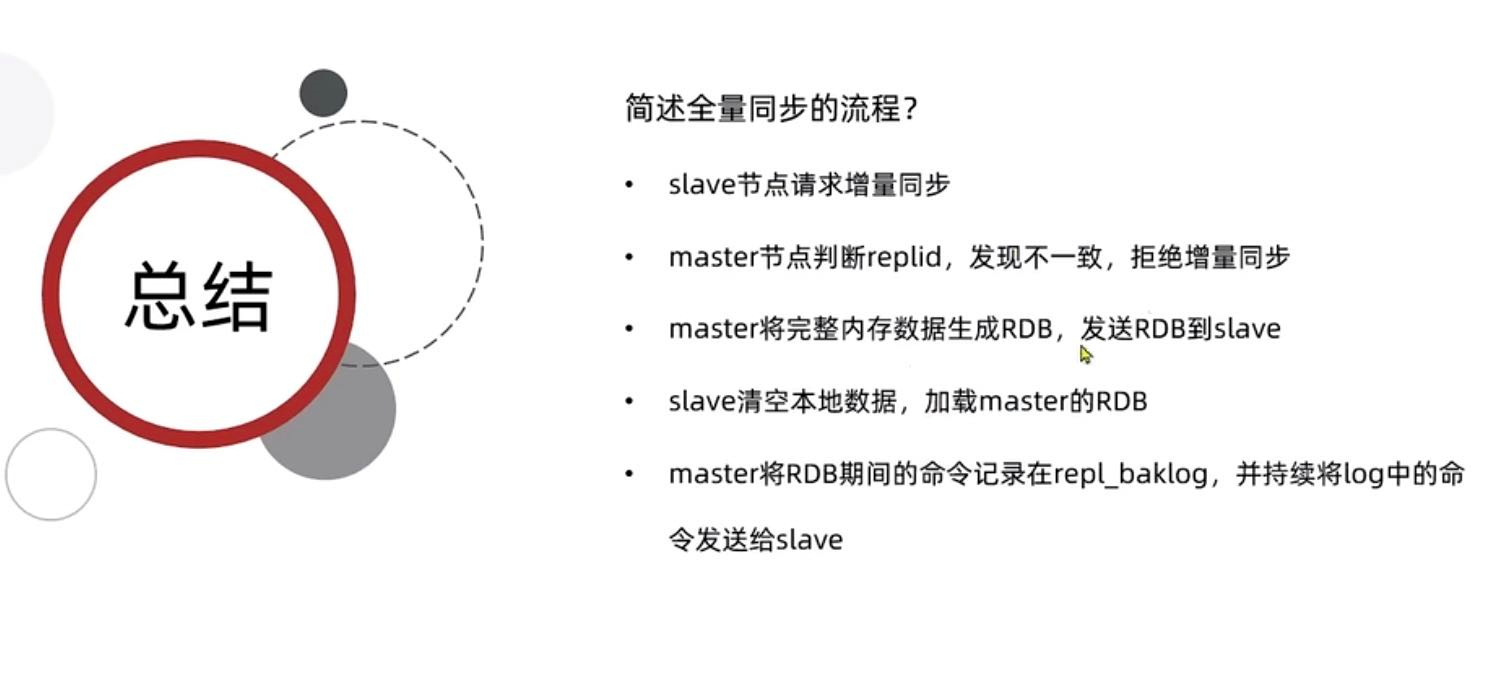 总结
简述全量同步的流程？
• slave节点请求增量同步
• master节点判断replid，发现不一致，拒绝增量同步
• master将完整内存数据生成RDB，发送RDB到slave
• slave清空本地数据，加载master的RDB
• master将RDB期间的命令记录在repl_baklog，并持续将log中的命
令发送给slave